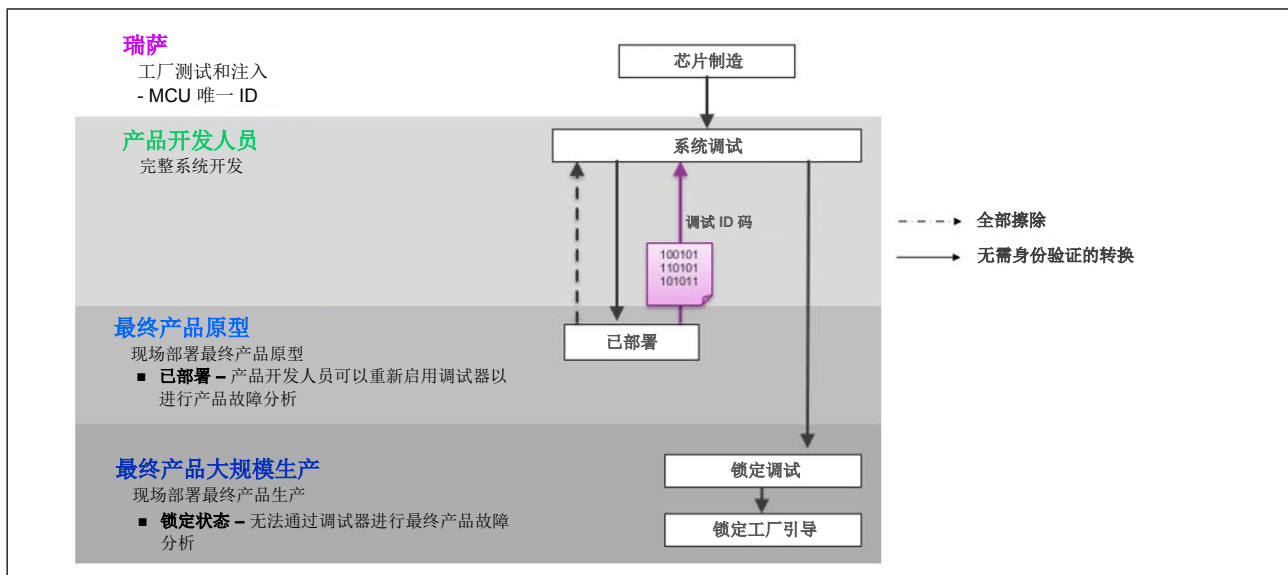 瑞萨
工厂测试和注入
- MCU 唯一 ID
芯片制造
产品开发人员
完整系统开发
系统调试
调试 ID 码
100101
110101
101011
全部擦除
无需身份验证的转换
最终产品原型
现场部署最终产品原型
■ 已部署 – 产品开发人员可以重新启用调试器以
进行产品故障分析
已部署
最终产品大规模生产
现场部署最终产品生产
■ 锁定状态 – 无法通过调试器进行最终产品故障
分析
锁定调试
锁定工厂引导